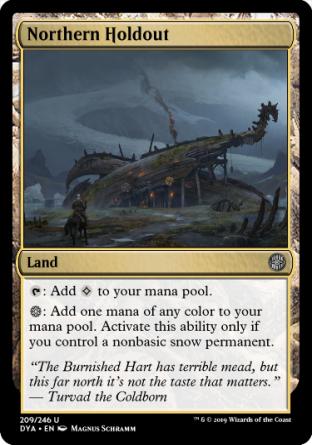 Northern Holdout
Land
: Add to your mana pool.
: Add one mana of any color to your
mana pool. Activate this ability only if
you control a nonbasic snow permanent.
“The Burnished Hart has terrible mead, but
this far north it's not the taste that matters.”
— Turvad the Coldborn
209/246 U
DYA • EN MAGNUS SCHRAMM
™ & © 2019 Wizards of the Coast